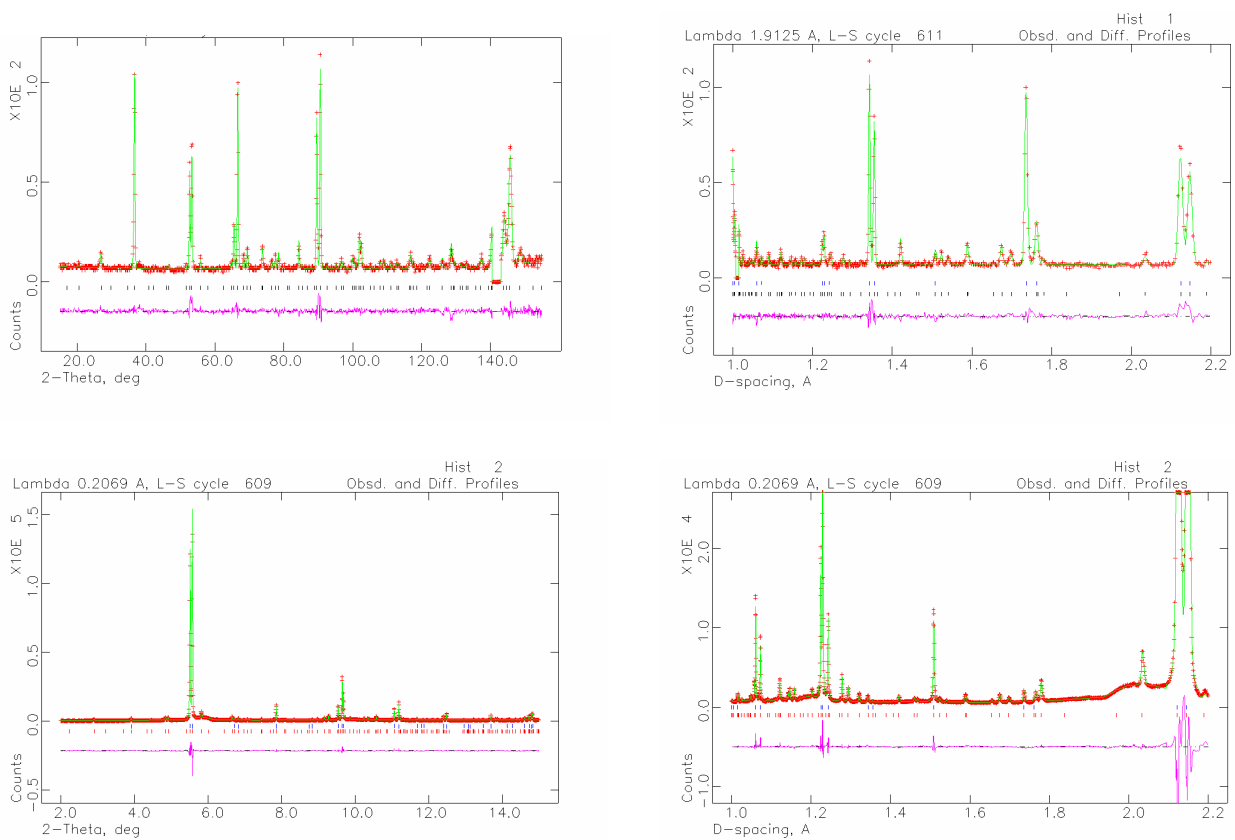 X10E 2
1.0
0.5
0.0
Counts
20.0 40.0 60.0 80.0 100.0 120.0 140.0
2-Theta, deg
Hist 1
Lambda 1.9125 A, L-S cycle 611 Obsd. and Diff. Profiles
X10E 2
1.0
0.5
0.0
Counts
1.0 1.2 1.4 1.6 1.8 2.0 2.2
D-spacing, A
Hist 2
Lambda 0.2069 A, L-S cycle 609 Obsd. and Diff. Profiles
X10E 5
1.5
1.0
0.5
0.0
-0.5
Counts
2.0 4.0 6.0 8.0 10.0 12.0 14.0
2-Theta, deg
Hist 2
Lambda 0.2069 A, L-S cycle 609 Obsd. and Diff. Profiles
X10E 4
2.0
1.0
0.0
-1.0
Counts
1.0 1.2 1.4 1.6 1.8 2.0 2.2
D-spacing, A